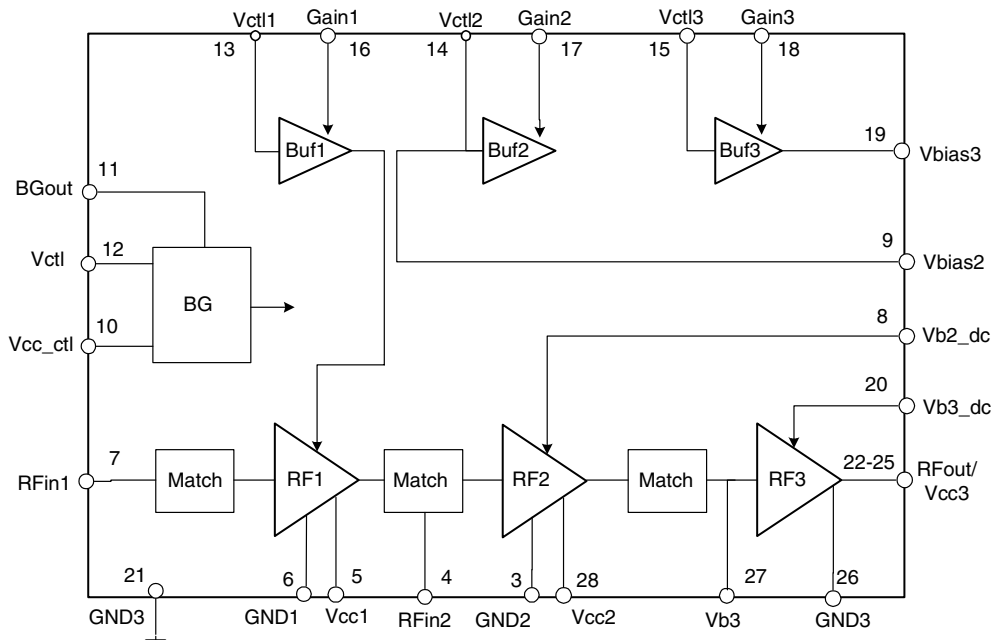 Vctl1 Gain1 Vctl2 Gain2 Vctl3 Gain3
13 16 14 17 15 18
Buf1 Buf2 Buf3 19 Vbias3
11
BGout
Vctl 12 9 Vbias2
BG
10
Vcc_ctl
8 Vb2_dc
20
Vb3_dc
RFin1 7 Match RF1 Match RF2 Match RF3 22-25 RFout/
Vcc3
21 6 5 4 3 28 27 26
GND3 GND1 Vcc1 RFin2 GND2 Vcc2 Vb3 GND3